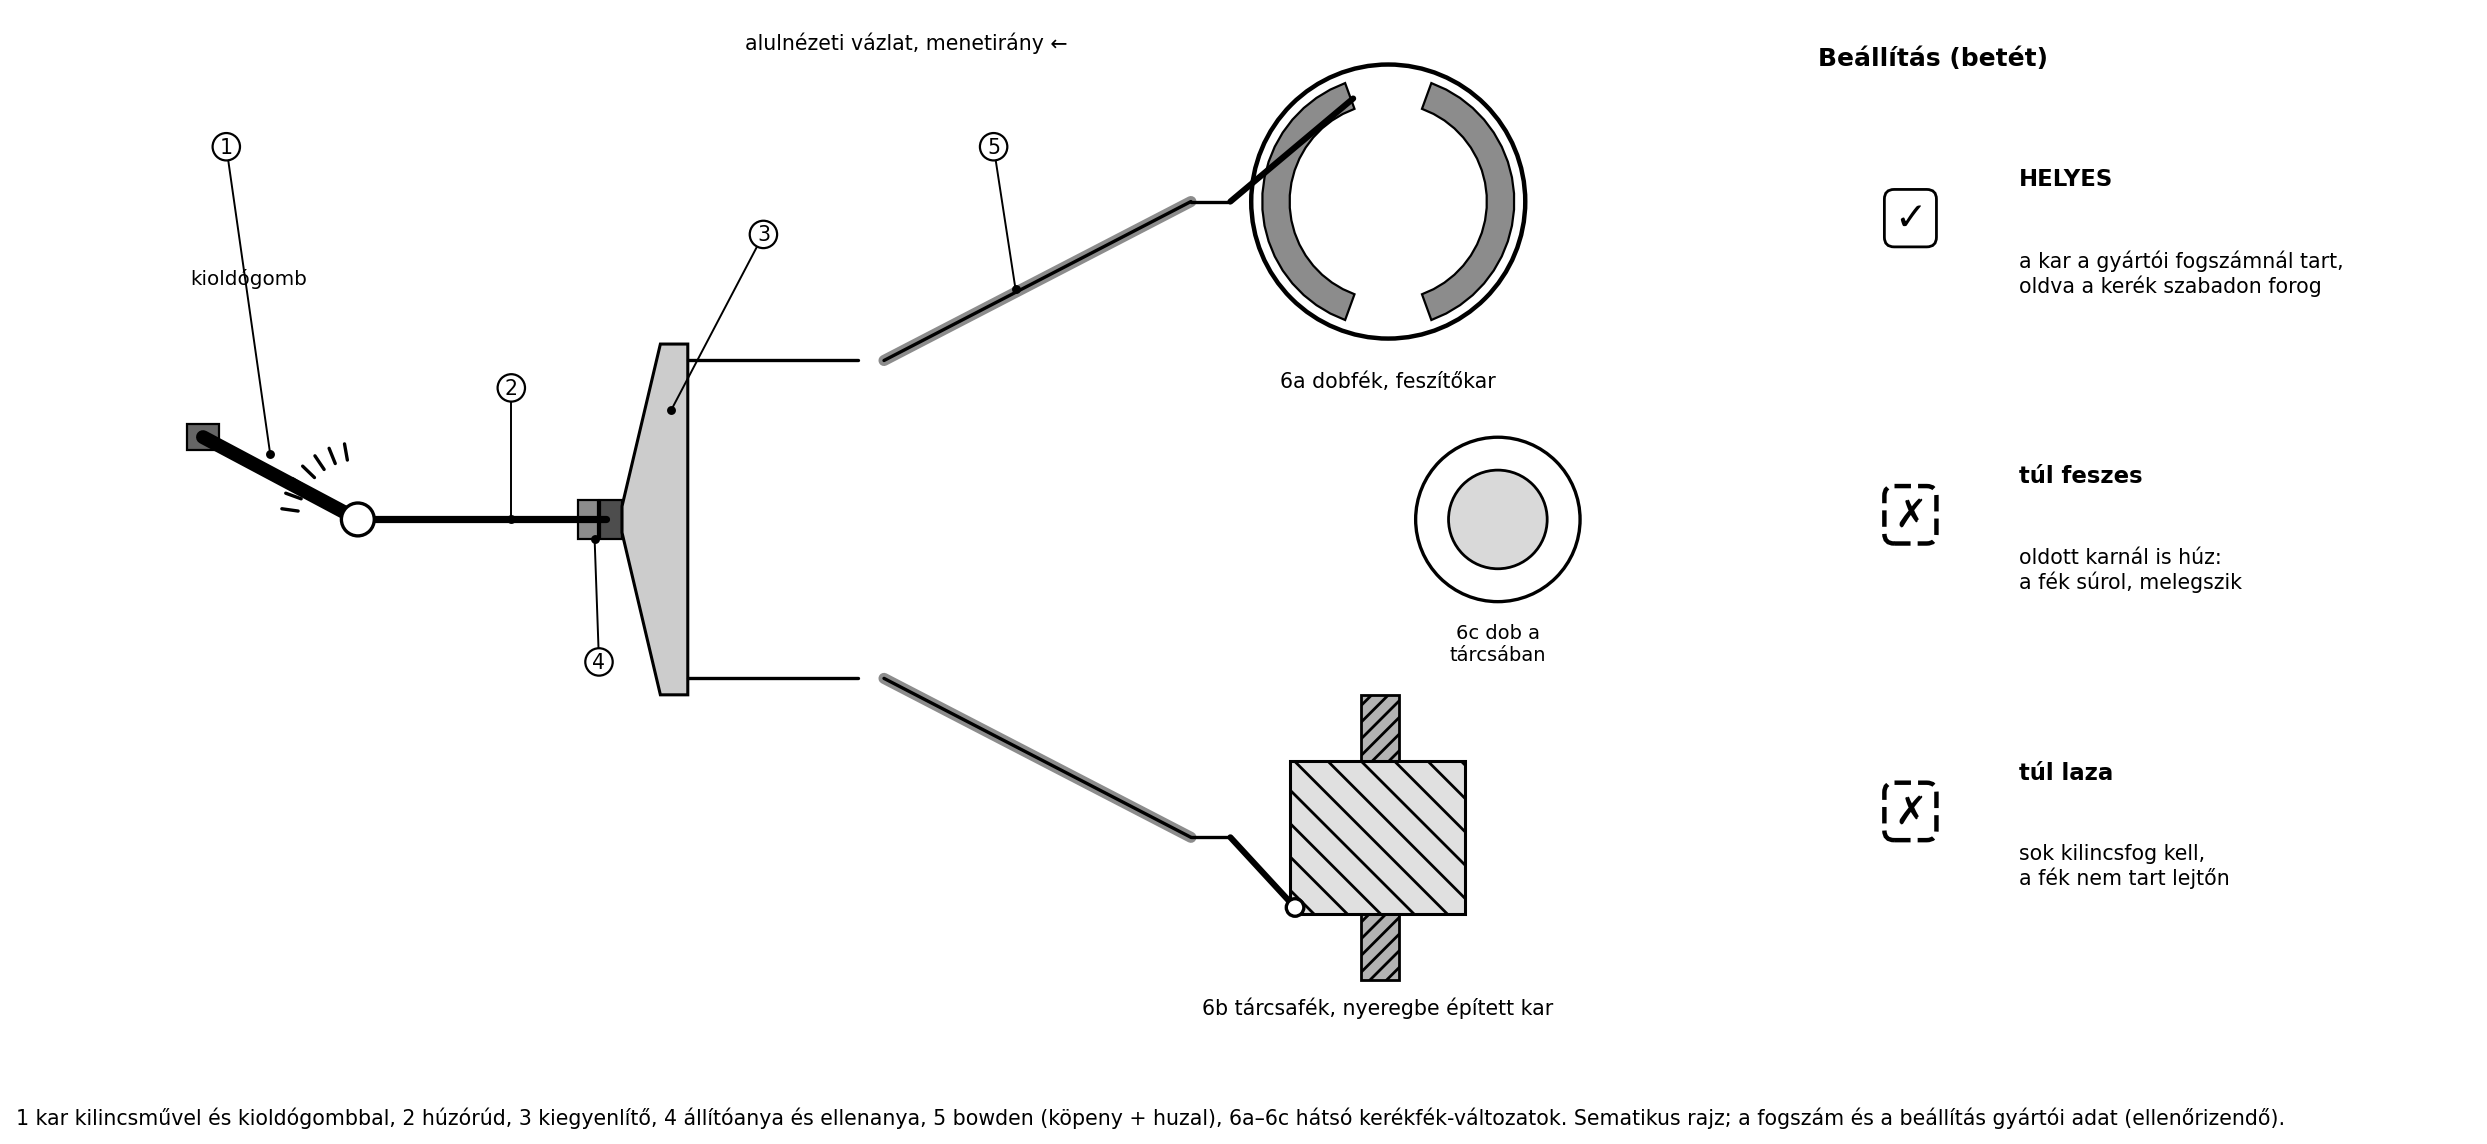 alulnézeti vázlat, menetirány ←
1
5
3
kioldógomb
2
4
6a dobfék, feszítőkar
6c dob a
tárcsában
6b tárcsafék, nyeregbe épített kar
Beállítás (betét)
✓
HELYES
a kar a gyártói fogszámnál tart,
oldva a kerék szabadon forog
✗
túl feszes
oldott karnál is húz:
a fék súrol, melegszik
✗
túl laza
sok kilincsfog kell,
a fék nem tart lejtőn
1 kar kilincsművel és kioldógombbal, 2 húzórúd, 3 kiegyenlítő, 4 állítóanya és ellenanya, 5 bowden (köpeny + huzal), 6a–6c hátsó kerékfék-változatok. Sematikus rajz; a fogszám és a beállítás gyártói adat (ellenőrizendő).